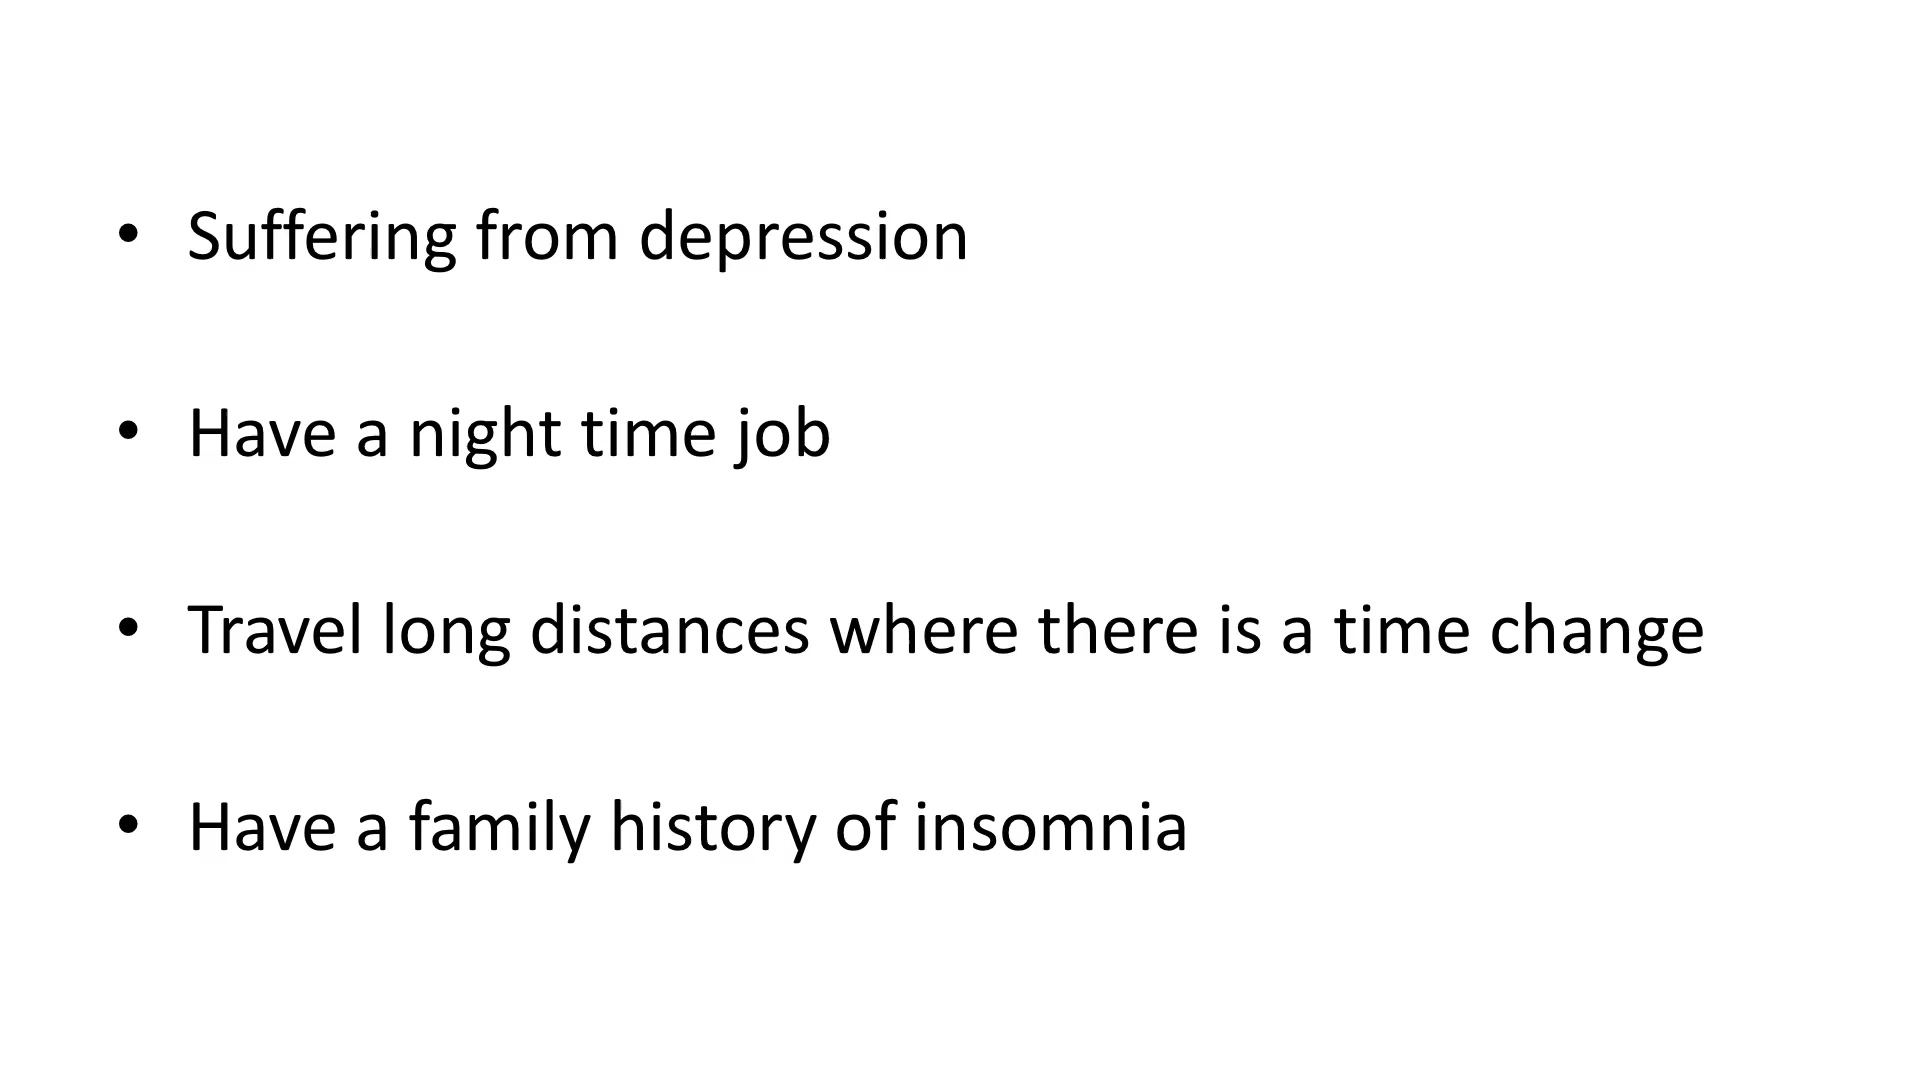 • Suffering from depression
• Have a night time job
• Travel long distances where there is a time change
• Have a family history of insomnia